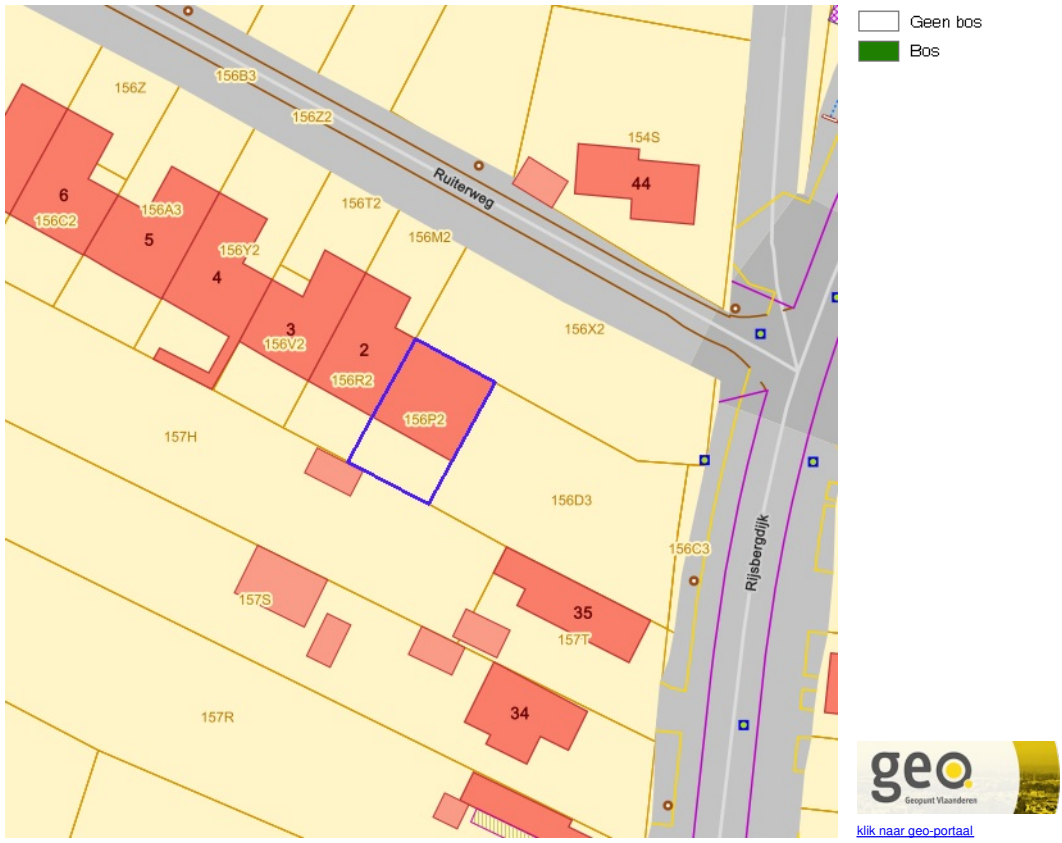 Geen bos
Bos
156Z
156B3
156Z2
154S
44
Ruiterweg
6
156C2
156A3
5
156T2
156M2
156Y2
4
3
156V2
2
156R2
156X2
156P2
157H
156D3
156C3
Rijsbergdijk
157S
35
157T
34
157R
geo
Geopunt Vlaanderen
klik naar geo-portaal